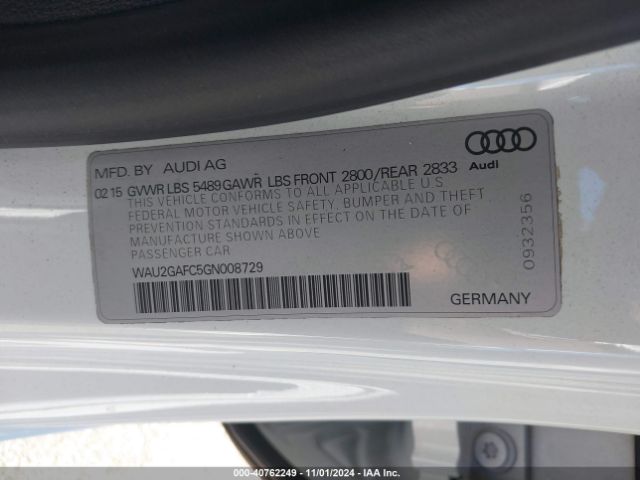 MFD. BY AUDI AG
02 15 GVWR LBS 5489 GAWR LBS FRONT 2800/REAR 2833
Audi
THIS VEHICLE CONFORMS TO ALL APPLICABLE U.S
FEDERAL MOTOR VEHICLE SAFETY, BUMPER AND THEFT
PREVENTION STANDARDS IN EFFECT ON THE DATE OF
MANUFACTURE SHOWN ABOVE
PASSENGER CAR
WAU2GAFC5GN008729
GERMANY
0932356
000-40762249 - 11/01/2024 - IAA Inc.